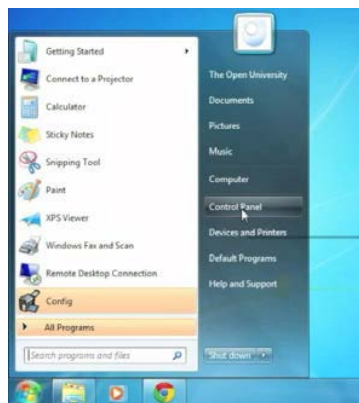 Getting Started
Connect to a Projector
Calculator
Sticky Notes
Snipping Tool
Paint
XPS Viewer
Windows Fax and Scan
Remote Desktop Connection
Config
All Programs
Search programs and files
The Open University
Documents
Pictures
Music
Computer
Control Panel
Devices and Printers
Default Programs
Help and Support
Shut down